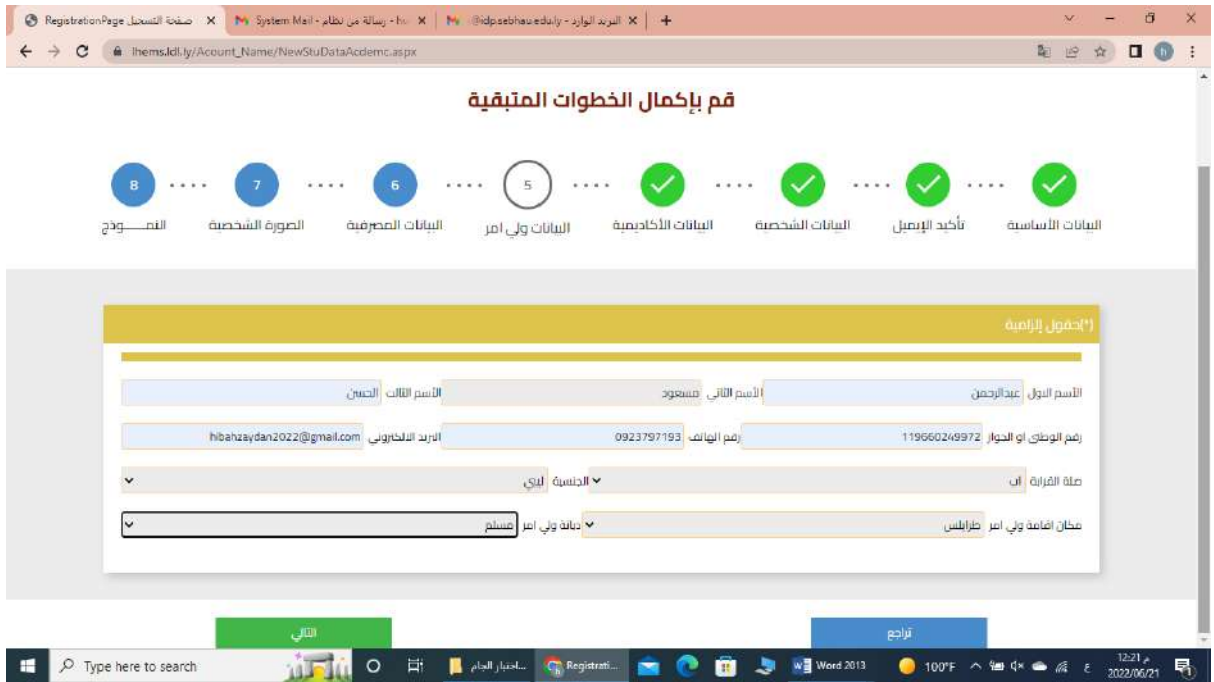 صفحة التسجيل RegistrationPage
رسالة من نظام - System Mail - hu
البريد الوارد - @idp.sebhau.edu.ly
lhems.ldl.ly/Acount_Name/NewStuDataAcdemc.aspx
قم بإكمال الخطوات المتبقية
5 6 7 8
البيانات الأساسية تأكيد الإيميل البيانات الشخصية البيانات الأكاديمية البيانات ولي امر البيانات المصرفية الصورة الشخصية النمـــــوذج
(*)حقول إلزامية
الأسم الاول عبدالرحمن الأسم الثاني مسعود الأسم الثالث الحسن
رقم الوطني او الجواز 119660249972 رقم الهاتف 0923797193 البريد الالكتروني hibahzaydan2022@gmail.com
صلة القرابة اب الجنسية ليبي
مكان اقامة ولي امر طرابلس ديانة ولي امر مسلم
تراجع التالي
Type here to search
...اختبار الجام
Registrati...
Word 2013
100°F
ع
12:21 م
2022/06/21